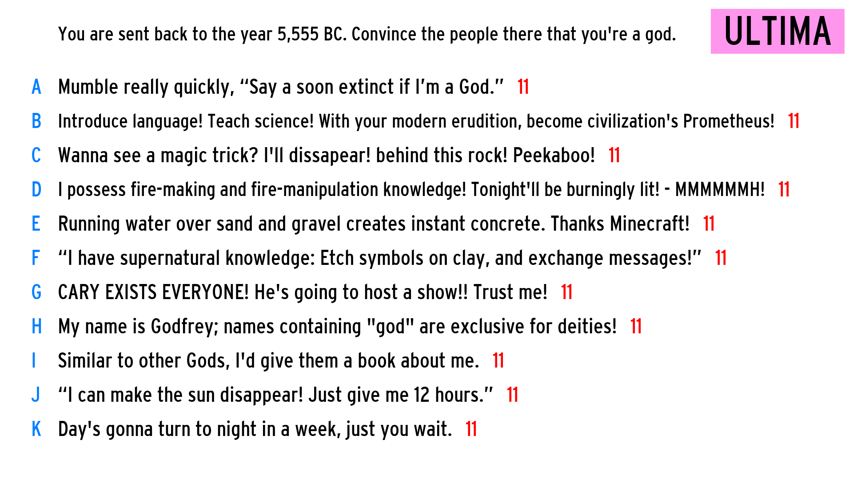 You are sent back to the year 5,555 BC. Convince the people there that you're a god.
ULTIMA
A Mumble really quickly, “Say a soon extinct if I’m a God.” 11
B Introduce language! Teach science! With your modern erudition, become civilization's Prometheus! 11
C Wanna see a magic trick? I'll dissapear! behind this rock! Peekaboo! 11
D I possess fire-making and fire-manipulation knowledge! Tonight'll be burningly lit! - MMMMMMH! 11
E Running water over sand and gravel creates instant concrete. Thanks Minecraft! 11
F “I have supernatural knowledge: Etch symbols on clay, and exchange messages!” 11
G CARY EXISTS EVERYONE! He's going to host a show!! Trust me! 11
H My name is Godfrey; names containing "god" are exclusive for deities! 11
I Similar to other Gods, I'd give them a book about me. 11
J “I can make the sun disappear! Just give me 12 hours.” 11
K Day's gonna turn to night in a week, just you wait. 11